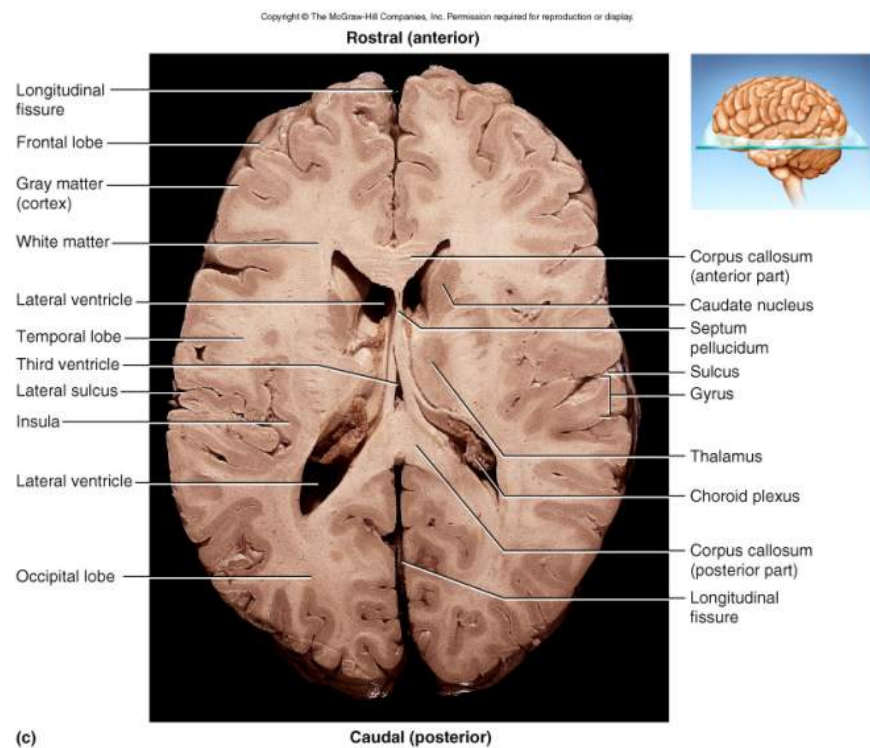 Copyright © The McGraw-Hill Companies, Inc. Permission required for reproduction or display.
Rostral (anterior)
Longitudinal
fissure
Frontal lobe
Gray matter
(cortex)
White matter
Lateral ventricle
Temporal lobe
Third ventricle
Lateral sulcus
Insula
Lateral ventricle
Occipital lobe
Corpus callosum
(anterior part)
Caudate nucleus
Septum
pellucidum
Sulcus
Gyrus
Thalamus
Choroid plexus
Corpus callosum
(posterior part)
Longitudinal
fissure
(c)
Caudal (posterior)